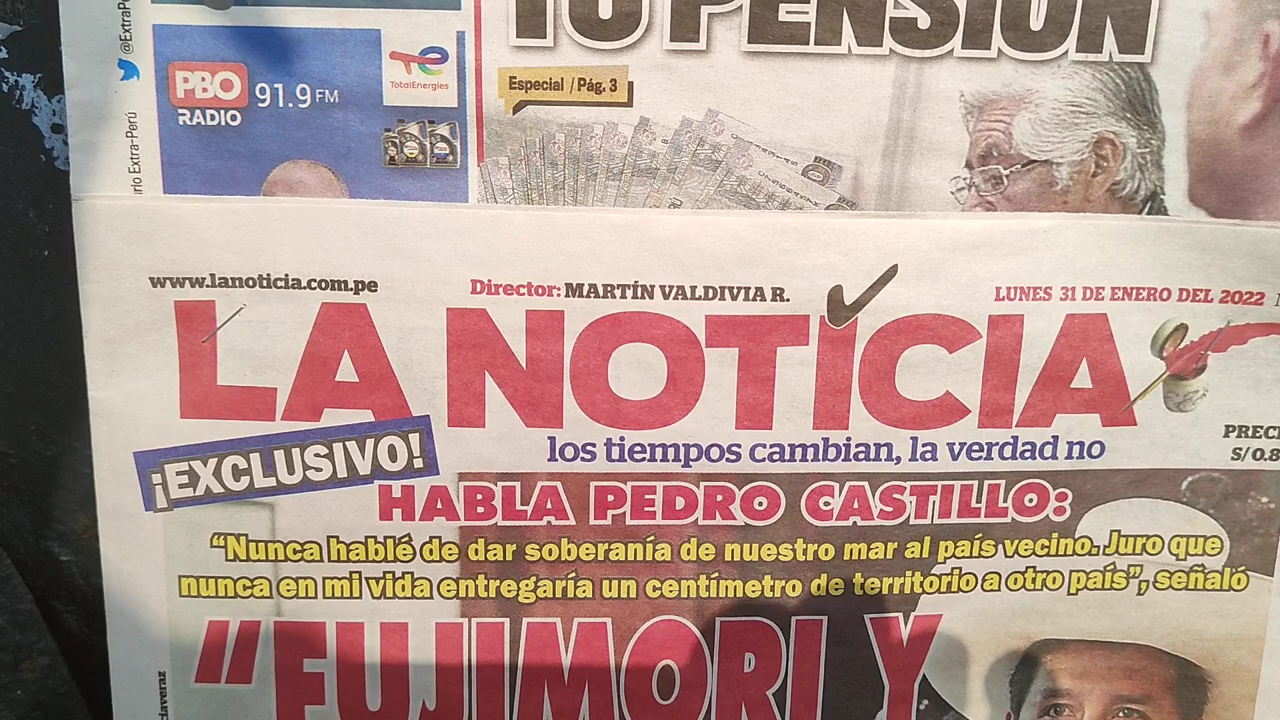 TU PENSIÓN
@ExtraPe
rio Extra-Perú
PBO
RADIO
91.9 FM
TotalEnergies
Especial / Pág. 3
www.lanoticia.com.pe
Director: MARTÍN VALDIVIA R.
LUNES 31 DE ENERO DEL 2022
LA NOTICIA
los tiempos cambian, la verdad no
PRECI
S/ 0.8
¡EXCLUSIVO!
HABLA PEDRO CASTILLO:
“Nunca hablé de dar soberanía de nuestro mar al país vecino. Juro que
nunca en mi vida entregaría un centímetro de territorio a otro país”, señaló
“FUJIMORI Y